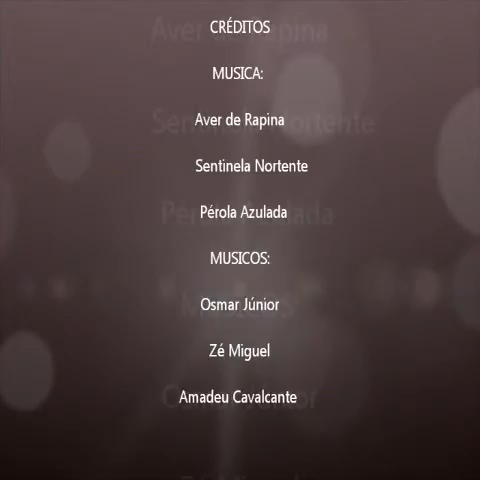 CRÉDITOS
MUSICA:
Aver de Rapina
Sentinela Nortente
Pérola Azulada
MUSICOS:
Osmar Júnior
Zé Miguel
Amadeu Cavalcante